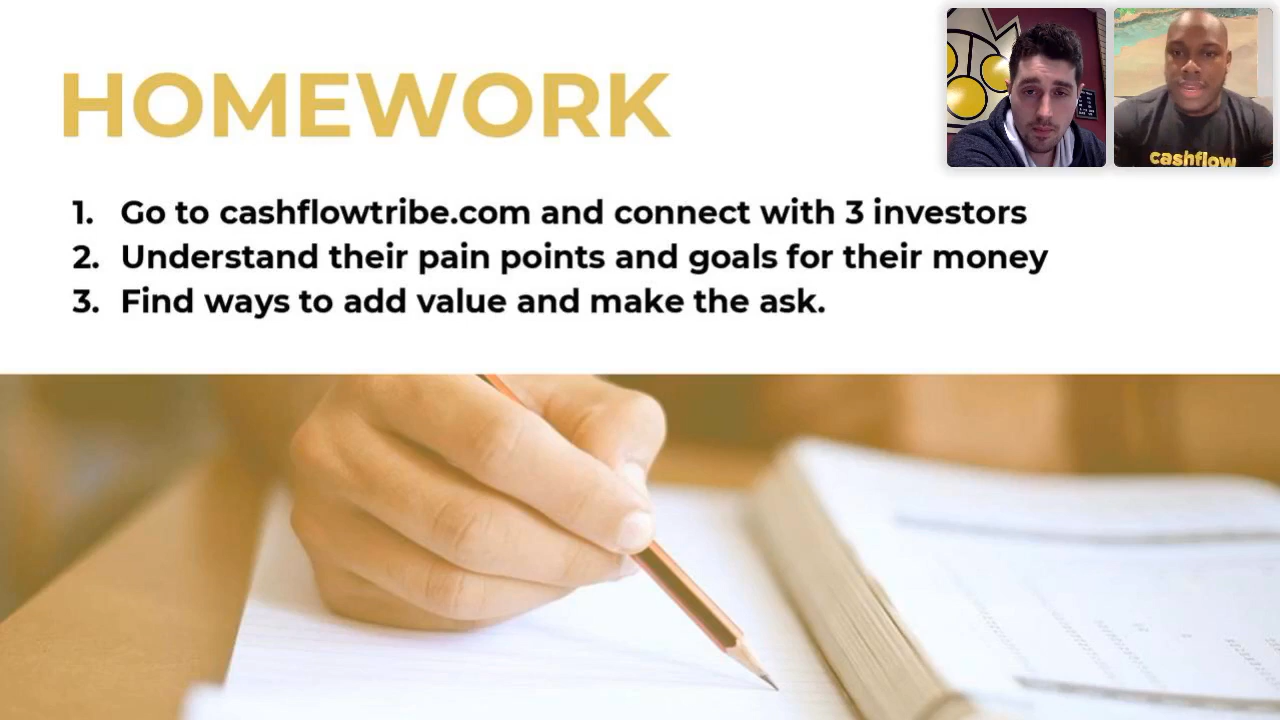 HOMEWORK
1. Go to cashflowtribe.com and connect with 3 investors
2. Understand their pain points and goals for their money
3. Find ways to add value and make the ask.
cashflow